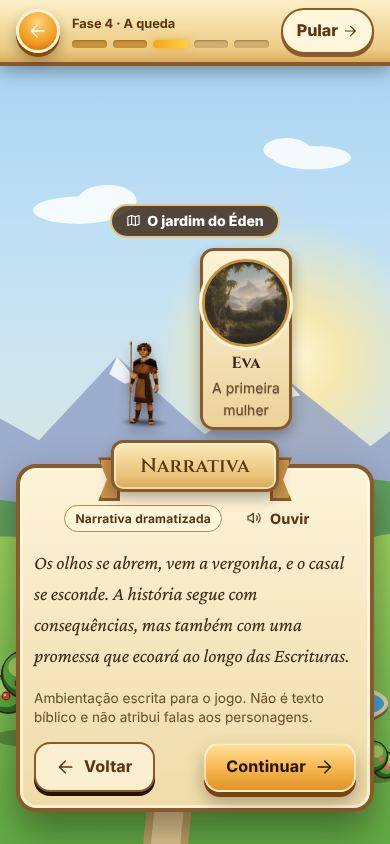 Fase 4 · A queda
Pular →
O jardim do Éden
Eva
A primeira
mulher
Narrativa
Narrativa dramatizada
Ouvir
Os olhos se abrem, vem a vergonha, e o casal
se esconde. A história segue com
consequências, mas também com uma
promessa que ecoará ao longo das Escrituras.
Ambientação escrita para o jogo. Não é texto
bíblico e não atribui falas aos personagens.
← Voltar
Continuar →